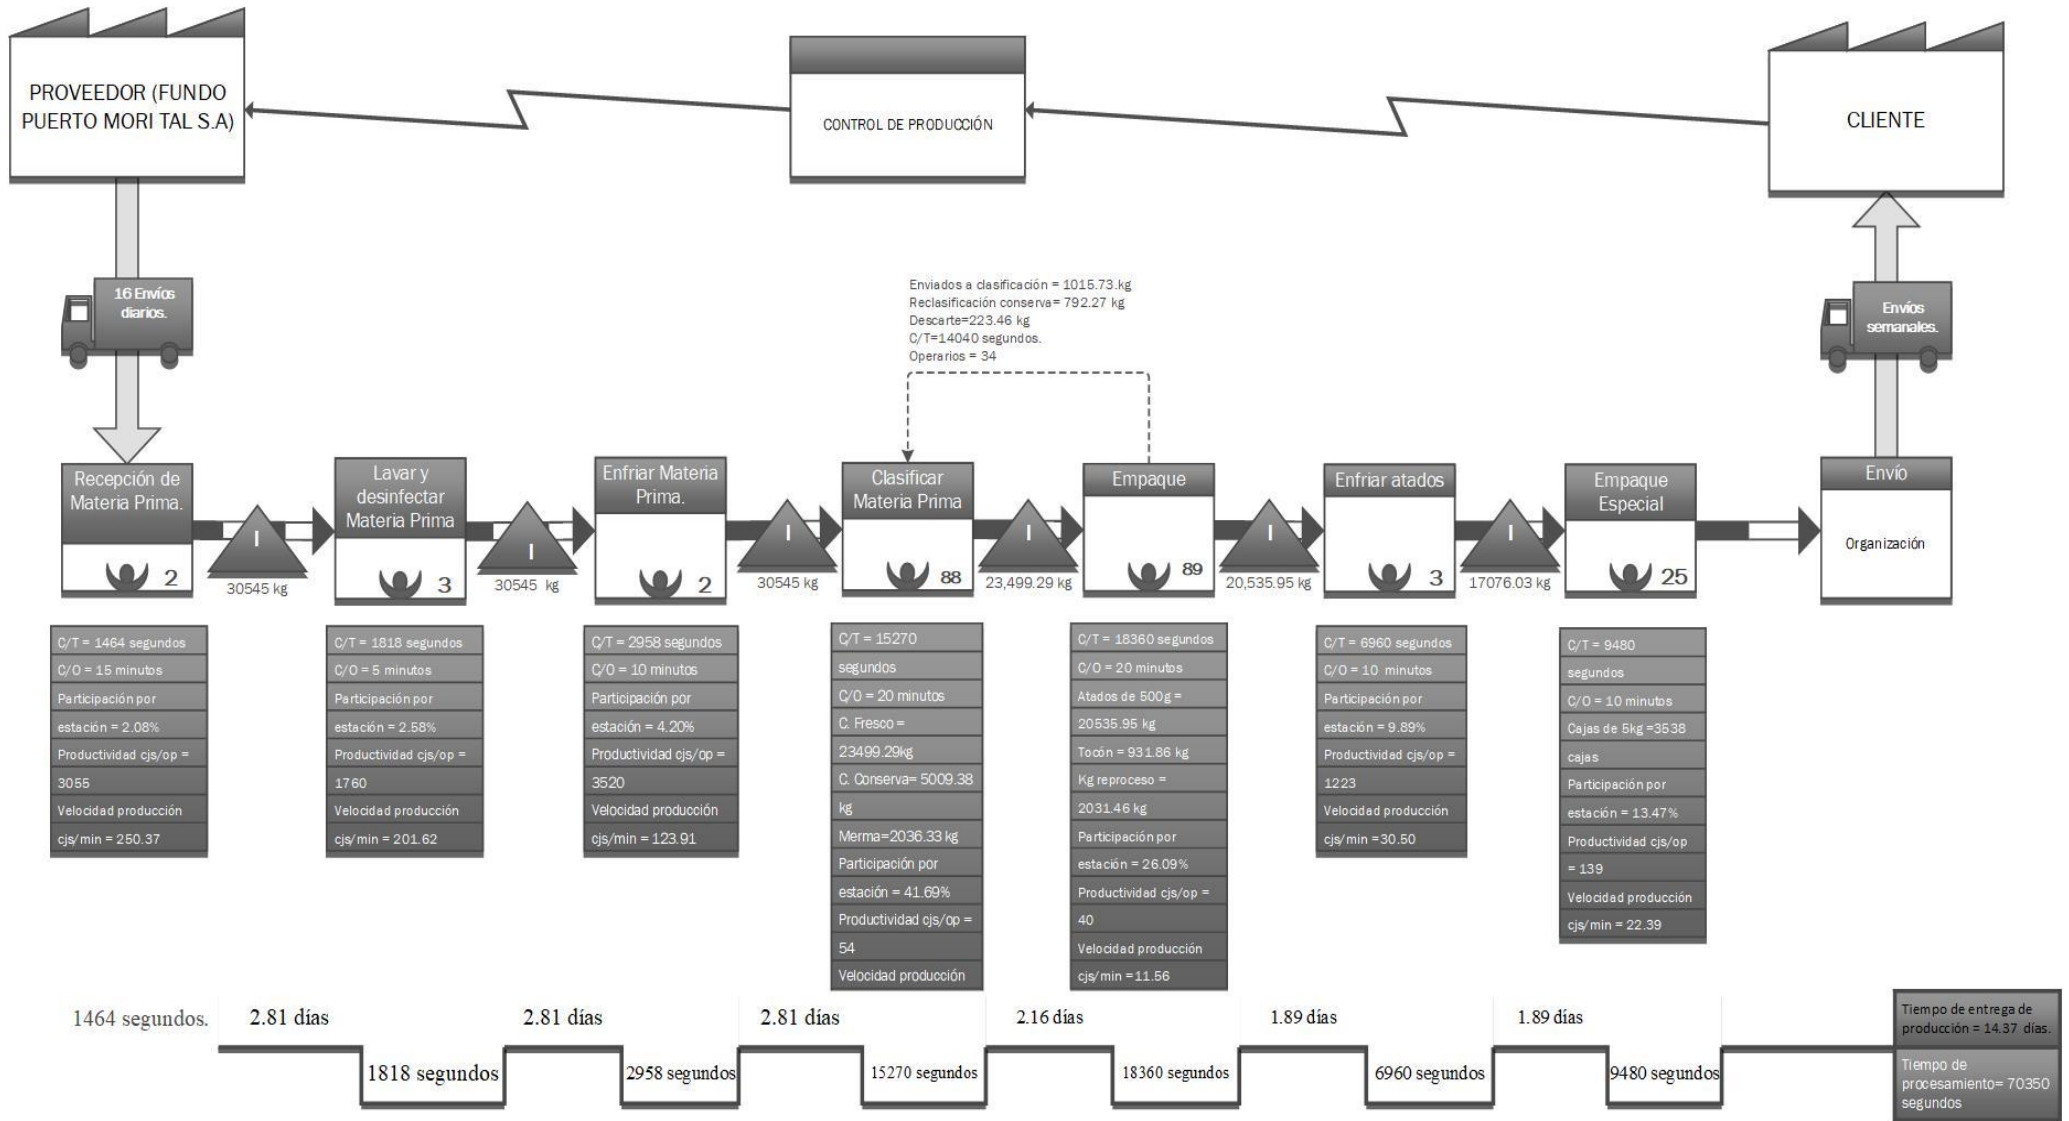 PROVEEDOR (FUNDO
PUERTO MORI TAL S.A)
CONTROL DE PRODUCCIÓN
CLIENTE
16 Envíos
diarios.
Envíos
semanales.
Enviados a clasificación = 1015.73.kg
Reclasificación conserva= 792.27 kg
Descarte=223.46 kg
C/T=14040 segundos.
Operarios = 34
Recepción de
Materia Prima.
2
I
30545 kg
Lavar y
desinfectar
Materia Prima
3
I
30545 kg
Enfriar Materia
Prima.
2
I
30545 kg
Clasificar
Materia Prima
88
I
23,499.29 kg
Empaque
89
I
20,535.95 kg
Enfriar atados
3
I
17076.03 kg
Empaque
Especial
25
Envío
Organización
C/T = 1464 segundos
C/O = 15 minutos
Participación por
estación = 2.08%
Productividad cjs/op =
3055
Velocidad producción
cjs/min = 250.37
C/T = 1818 segundos
C/O = 5 minutos
Participación por
estación = 2.58%
Productividad cjs/op =
1760
Velocidad producción
cjs/min = 201.62
C/T = 2958 segundos
C/O = 10 minutos
Participación por
estación = 4.20%
Productividad cjs/op =
3520
Velocidad producción
cjs/min = 123.91
C/T = 15270
segundos
C/O = 20 minutos
C. Fresco =
23499.29kg
C. Conserva= 5009.38
kg
Merma=2036.33 kg
Participación por
estación = 41.69%
Productividad cjs/op =
54
Velocidad producción
C/T = 18360 segundos
C/O = 20 minutos
Atados de 500g =
20535.95 kg
Tocón = 931.86 kg
Kg reproceso =
2031.46 kg
Participación por
estación = 26.09%
Productividad cjs/op =
40
Velocidad producción
cjs/min =11.56
C/T = 6960 segundos
C/O = 10 minutos
Participación por
estación = 9.89%
Productividad cjs/op =
1223
Velocidad producción
cjs/min =30.50
C/T = 9480
segundos
C/O = 10 minutos
Cajas de 5kg =3538
cajas
Participación por
estación = 13.47%
Productividad cjs/op
= 139
Velocidad producción
cjs/min = 22.39
1464 segundos.
2.81 días
1818 segundos
2.81 días
2958 segundos
2.81 días
15270 segundos
2.16 días
18360 segundos
1.89 días
6960 segundos
1.89 días
9480 segundos
Tiempo de entrega de
producción = 14.37 días.
Tiempo de
procesamiento= 70350
segundos